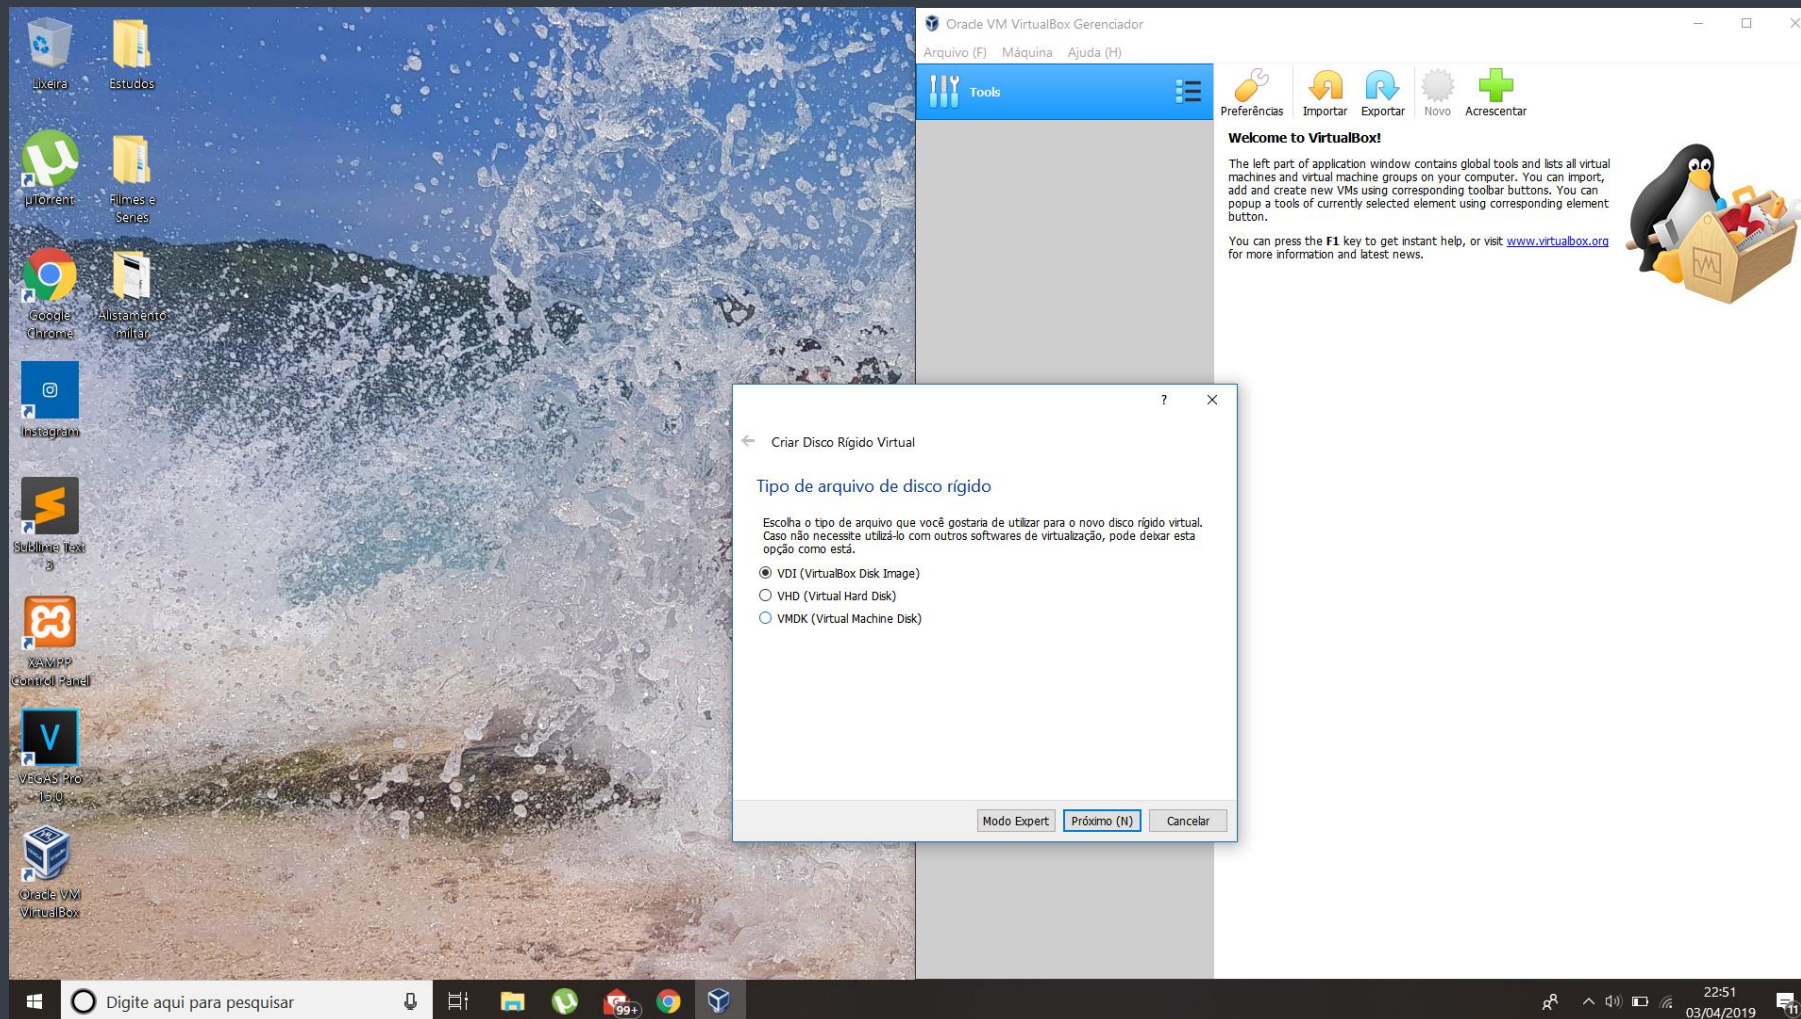 Lixeira
Estudos
µTorrent
Filmes e
Series
Google
Chrome
Alistamento
miltar
Instagram
Sublime Text
3
XAMPP
Control Panel
VEGAS Pro
15.0
Oracle VM
VirtualBox
Oracle VM VirtualBox Gerenciador
Arquivo (F) Máquina Ajuda (H)
Tools
Preferências Importar Exportar Novo Acrescentar
Welcome to VirtualBox!
The left part of application window contains global tools and lists all virtual
machines and virtual machine groups on your computer. You can import,
add and create new VMs using corresponding toolbar buttons. You can
popup a tools of currently selected element using corresponding element
button.
You can press the F1 key to get instant help, or visit www.virtualbox.org
for more information and latest news.
?
Criar Disco Rígido Virtual
Tipo de arquivo de disco rígido
Escolha o tipo de arquivo que você gostaria de utilizar para o novo disco rígido virtual.
Caso não necessite utilizá-lo com outros softwares de virtualização, pode deixar esta
opção como está.
VDI (VirtualBox Disk Image)
VHD (Virtual Hard Disk)
VMDK (Virtual Machine Disk)
Modo Expert Próximo (N) Cancelar
Digite aqui para pesquisar
99+
22:51
03/04/2019
11